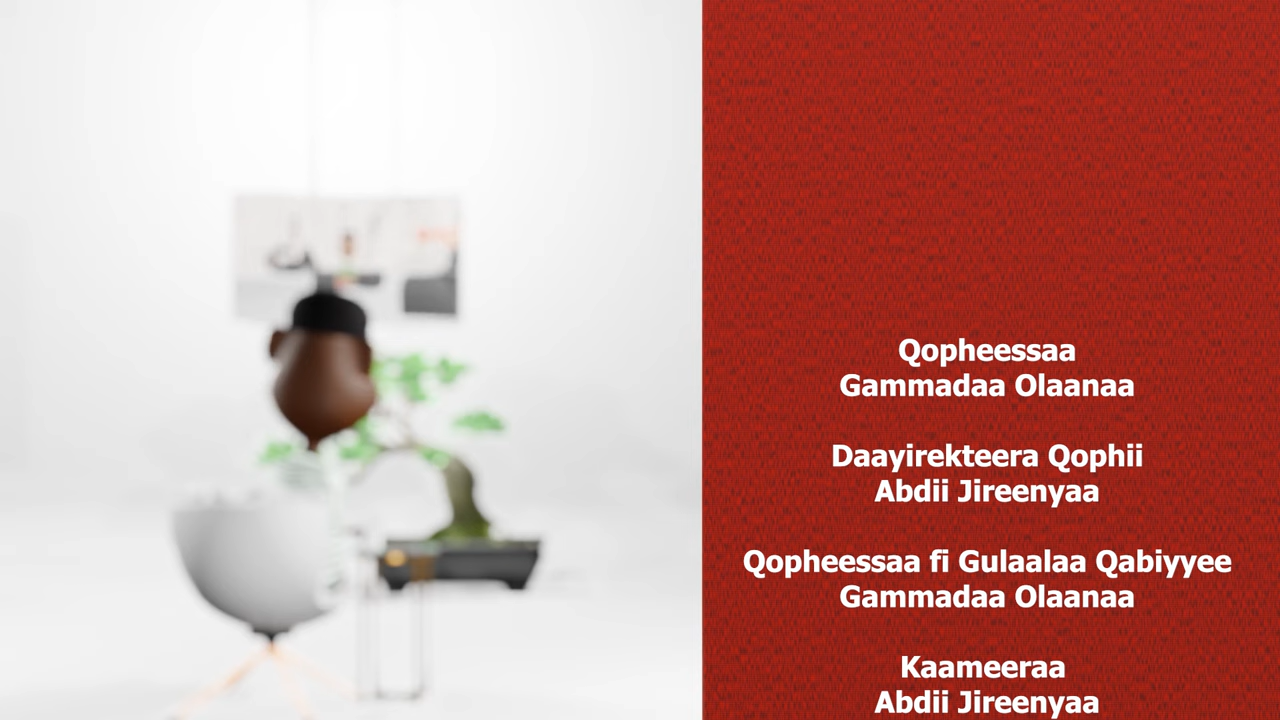 Qopheessaa
Gammadaa Olaanaa
Daayirekteera Qophii
Abdii Jireenyaa
Qopheessaa fi Gulaalaa Qabiyyee
Gammadaa Olaanaa
Kaameeraa
Abdii Jireenyaa